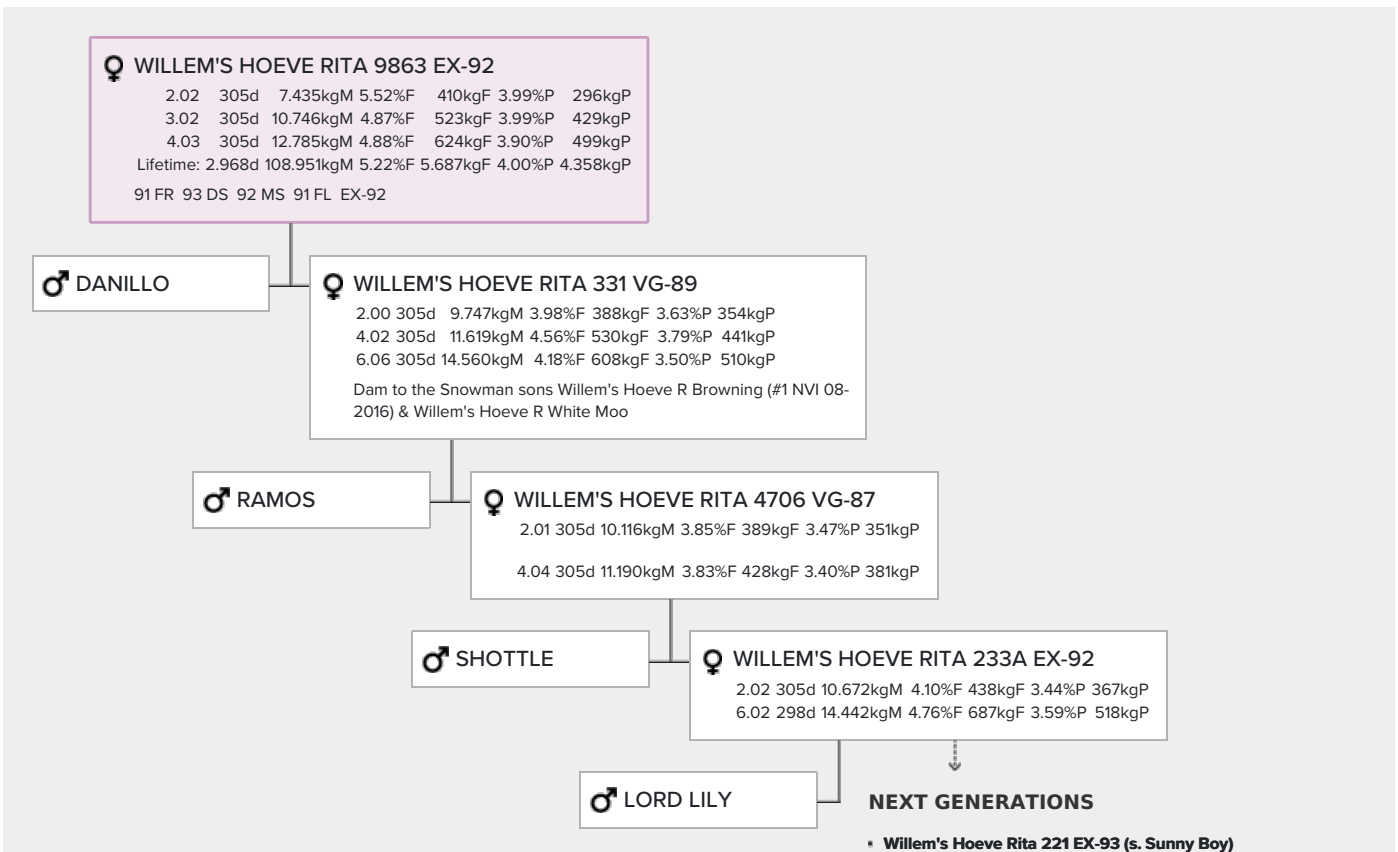 WILLEM'S HOEVE RITA 9863 EX-92
2.02 305d 7.435kgM 5.52%F 410kgF 3.99%P 296kgP
3.02 305d 10.746kgM 4.87%F 523kgF 3.99%P 429kgP
4.03 305d 12.785kgM 4.88%F 624kgF 3.90%P 499kgP
Lifetime: 2.968d 108.951kgM 5.22%F 5.687kgF 4.00%P 4.358kgP
91 FR 93 DS 92 MS 91 FL EX-92
DANILLO
WILLEM'S HOEVE RITA 331 VG-89
2.00 305d 9.747kgM 3.98%F 388kgF 3.63%P 354kgP
4.02 305d 11.619kgM 4.56%F 530kgF 3.79%P 441kgP
6.06 305d 14.560kgM 4.18%F 608kgF 3.50%P 510kgP
Dam to the Snowman sons Willem's Hoeve R Browning (#1 NVI 08-
2016) & Willem's Hoeve R White Moo
RAMOS
WILLEM'S HOEVE RITA 4706 VG-87
2.01 305d 10.116kgM 3.85%F 389kgF 3.47%P 351kgP
4.04 305d 11.190kgM 3.83%F 428kgF 3.40%P 381kgP
SHOTTLE
WILLEM'S HOEVE RITA 233A EX-92
2.02 305d 10.672kgM 4.10%F 438kgF 3.44%P 367kgP
6.02 298d 14.442kgM 4.76%F 687kgF 3.59%P 518kgP
LORD LILY
NEXT GENERATIONS
▪ Willem's Hoeve Rita 221 EX-93 (s. Sunny Boy)